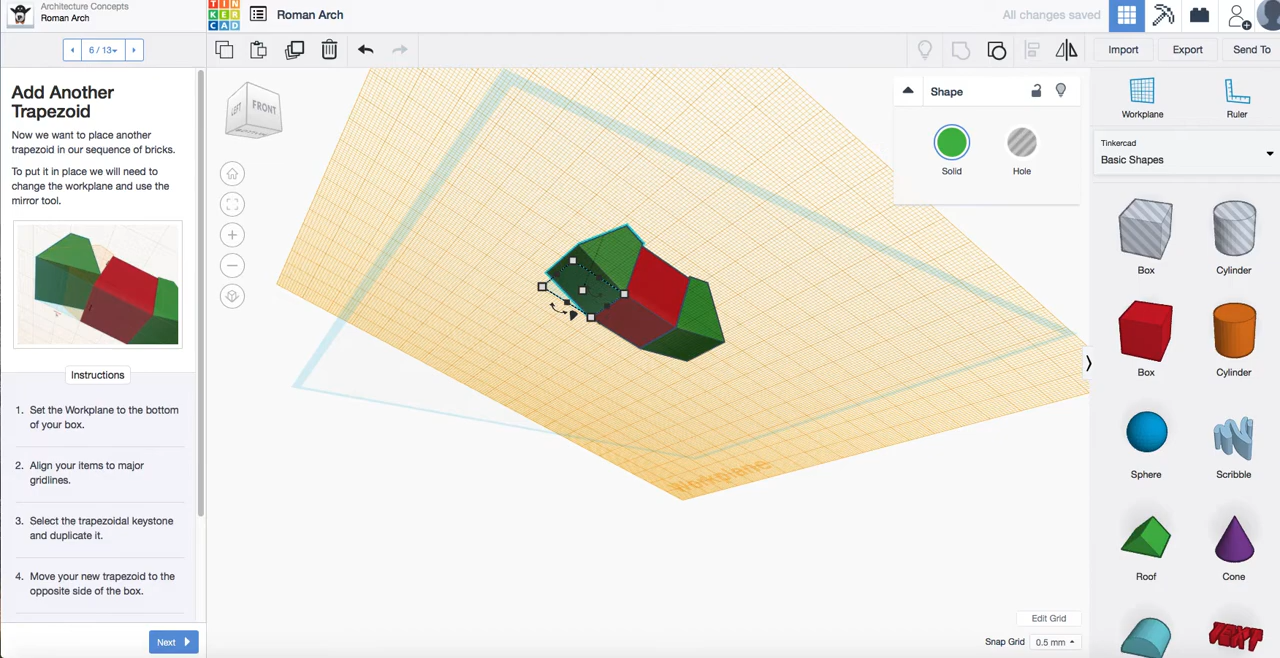 Architecture Concepts
Roman Arch
TIN
KER
CAD
Roman Arch
All changes saved
6 / 13
Import
Export
Send To
Add Another
Trapezoid
Now we want to place another
trapezoid in our sequence of bricks.
To put it in place we will need to
change the workplane and use the
mirror tool.
Instructions
1. Set the Workplane to the bottom
of your box.
2. Align your items to major
gridlines.
3. Select the trapezoidal keystone
and duplicate it.
4. Move your new trapezoid to the
opposite side of the box.
Next
LEFT
FRONT
BOTTOM
Workplane
Shape
Solid
Hole
Edit Grid
Snap Grid
0.5 mm
Workplane
Ruler
Tinkercad
Basic Shapes
Box
Cylinder
Box
Cylinder
Sphere
Scribble
Roof
Cone
TEXT